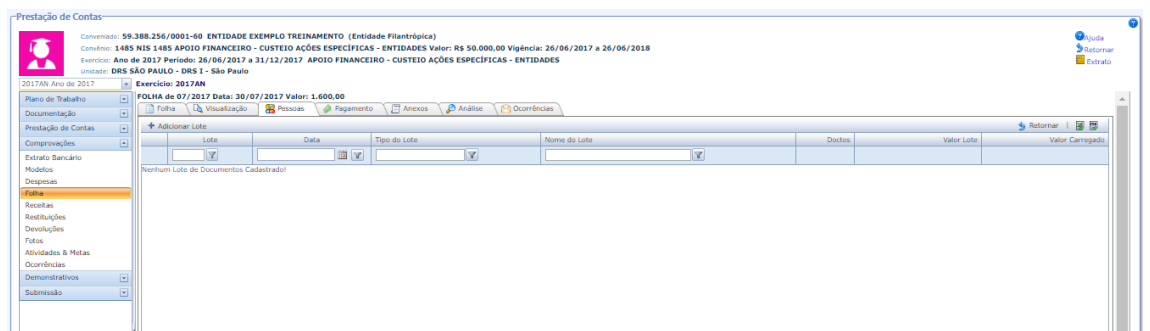 Prestação de Contas
Conveniado: 59.388.256/0001-60 ENTIDADE EXEMPLO TREINAMENTO (Entidade Filantrópica)
Convênio: 1485 NIS 1485 APOIO FINANCEIRO - CUSTEIO AÇÕES ESPECÍFICAS - ENTIDADES Valor: R$ 50.000,00 Vigência: 26/06/2017 a 26/06/2018
Exercício: Ano de 2017 Período: 26/06/2017 a 31/12/2017 APOIO FINANCEIRO - CUSTEIO AÇÕES ESPECÍFICAS - ENTIDADES
Unidade: DRS SÃO PAULO - DRS I - São Paulo
Ajuda
Retornar
Extrato
2017AN Ano de 2017
Exercício: 2017AN
Plano de Trabalho
Documentação
Prestação de Contas
Comprovações
Extrato Bancário
Modelos
Despesas
Folha
Receitas
Restituições
Devoluções
Fotos
Atividades & Metas
Ocorrências
Demonstrativos
Submissão
FOLHA de 07/2017 Data: 30/07/2017 Valor: 1.600,00
Folha Visualização Pessoas Pagamento Anexos Análise Ocorrências
Adicionar Lote Retornar
Lote Data Tipo do Lote Nome do Lote Doctos Valor Lote Valor Carregado
Nenhum Lote de Documentos Cadastrado!